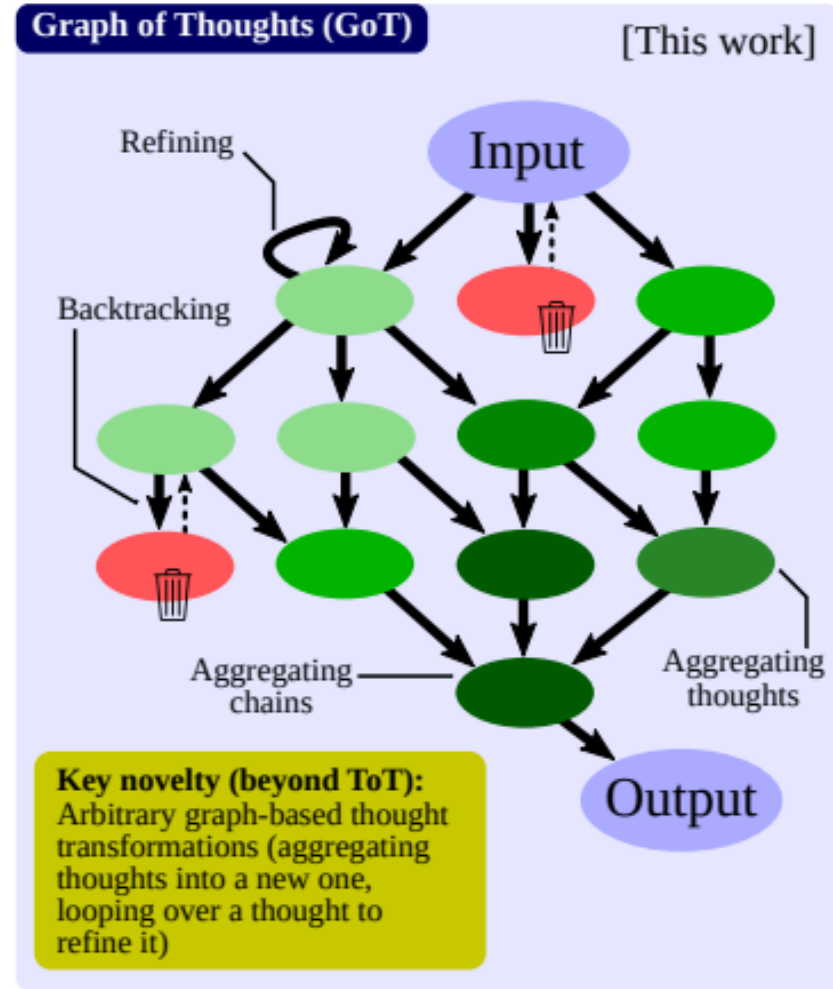 Graph of Thoughts (GoT)
[This work]
Refining
Input
Backtracking
Aggregating
chains
Aggregating
thoughts
Key novelty (beyond ToT):
Arbitrary graph-based thought
transformations (aggregating
thoughts into a new one,
looping over a thought to
refine it)
Output